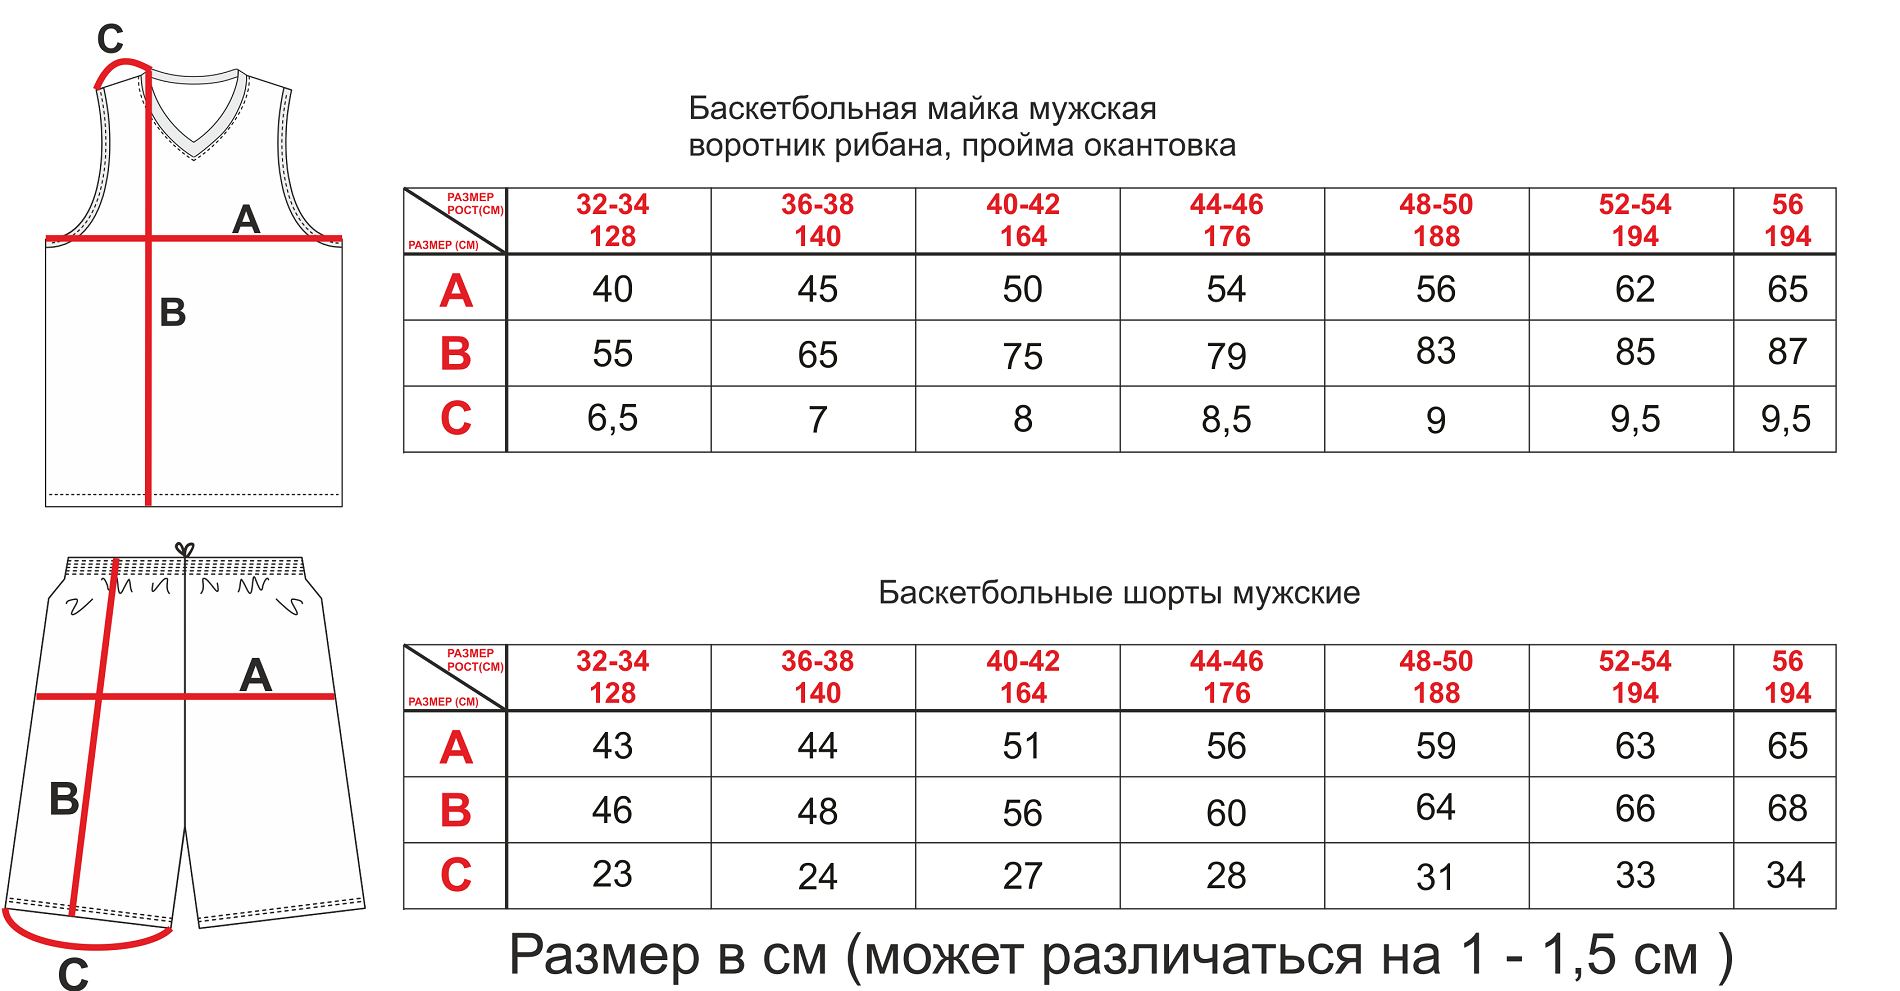 C
A
B
Баскетбольная майка мужская
воротник рибана, пройма окантовка
РАЗМЕР
РОСТ(СМ)
РАЗМЕР (СМ)
32-34 36-38 40-42 44-46 48-50 52-54 56
128 140 164 176 188 194 194
A 40 45 50 54 56 62 65
B 55 65 75 79 83 85 87
C 6,5 7 8 8,5 9 9,5 9,5
A
B
C
Баскетбольные шорты мужские
РАЗМЕР
РОСТ(СМ)
РАЗМЕР (СМ)
32-34 36-38 40-42 44-46 48-50 52-54 56
128 140 164 176 188 194 194
A 43 44 51 56 59 63 65
B 46 48 56 60 64 66 68
C 23 24 27 28 31 33 34
Размер в см (может различаться на 1 - 1,5 см )